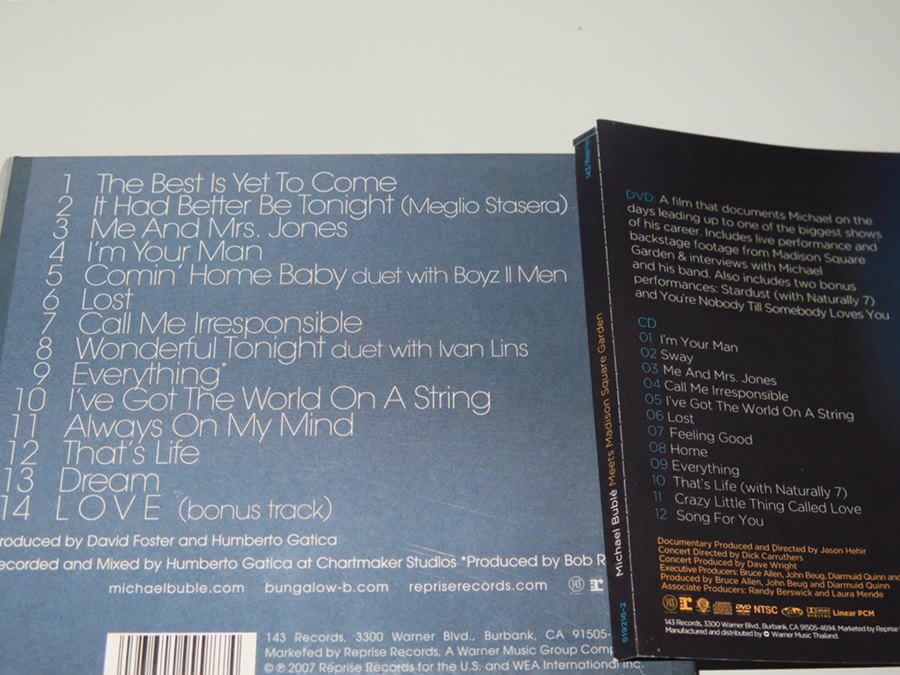 1 The Best Is Yet To Come
2 It Had Better Be Tonight (Meglio Stasera)
3 Me And Mrs. Jones
4 I'm Your Man
5 Comin' Home Baby duet with Boyz II Men
6 Lost
7 Call Me Irresponsible
8 Wonderful Tonight duet with Ivan Lins
9 Everything*
10 I've Got The World On A String
11 Always On My Mind
12 That's Life
13 Dream
14 L O V E (bonus track)
roduced by David Foster and Humberto Gatica
ecorded and Mixed by Humberto Gatica at Chartmaker Studios *Produced by Bob R
michaelbuble.com bungalow-b.com repriserecords.com
143 Records, 3300 Warner Blvd., Burbank, CA 91505-
Marketed by Reprise Records, A Warner Music Group Comp
© ℗ 2007 Reprise Records for the U.S. and WEA International Inc.
143/Reprise
Michael Bublé Meets Madison Square Garden
519216-2
DVD: A film that documents Michael on the
days leading up to one of the biggest shows
of his career. Includes live performance and
backstage footage from Madison Square
Garden & interviews with Michael
and his band. Also includes two bonus
performances: Stardust (with Naturally 7)
and You're Nobody Till Somebody Loves You
CD
01 I'm Your Man
02 Sway
03 Me And Mrs. Jones
04 Call Me Irresponsible
05 I've Got The World On A String
06 Lost
07 Feeling Good
08 Home
09 Everything
10 That's Life (with Naturally 7)
11 Crazy Little Thing Called Love
12 Song For You
Documentary Produced and Directed by Jason Hehir
Concert Directed by Dick Carruthers
Concert Produced by Dave Wright
Executive Producers: Bruce Allen, John Beug, Diarmuid Quinn and
Produced by Bruce Allen, John Beug and Diarmuid Quinn
Associate Producers: Randy Berswick and Laura Mende
DVD NTSC Linear PCM
143 Records, 3300 Warner Blvd., Burbank, CA 91505-4694. Marketed by Reprise
Manufactured and distributed by Warner Music Thailand.